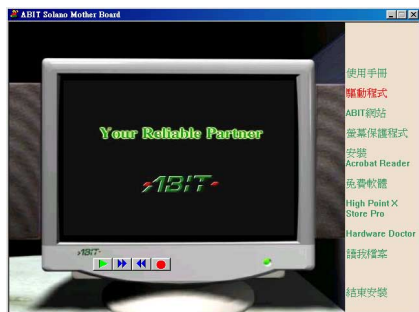 ABIT Solano Mother Board
Your Reliable Partner
ABIT
ABIT
使用手冊
驅動程式
ABIT網站
螢幕保護程式
安裝
Acrobat Reader
免費軟體
High Point X
Store Pro
Hardware Doctor
讀我檔案
結束安裝